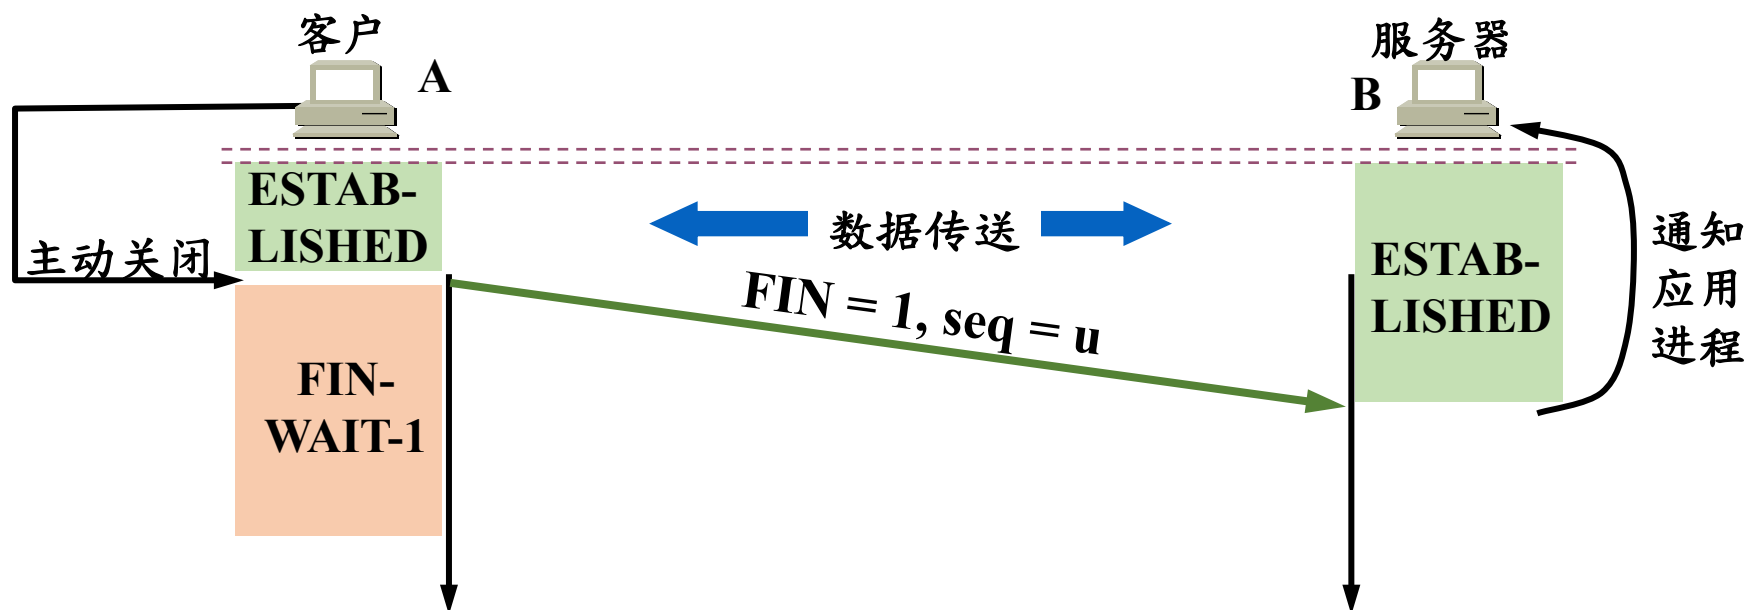 客户
A
服务器
B
ESTAB-
LISHED
主动关闭
数据传送
FIN = 1, seq = u
ESTAB-
LISHED
通知
应用
进程
FIN-
WAIT-1